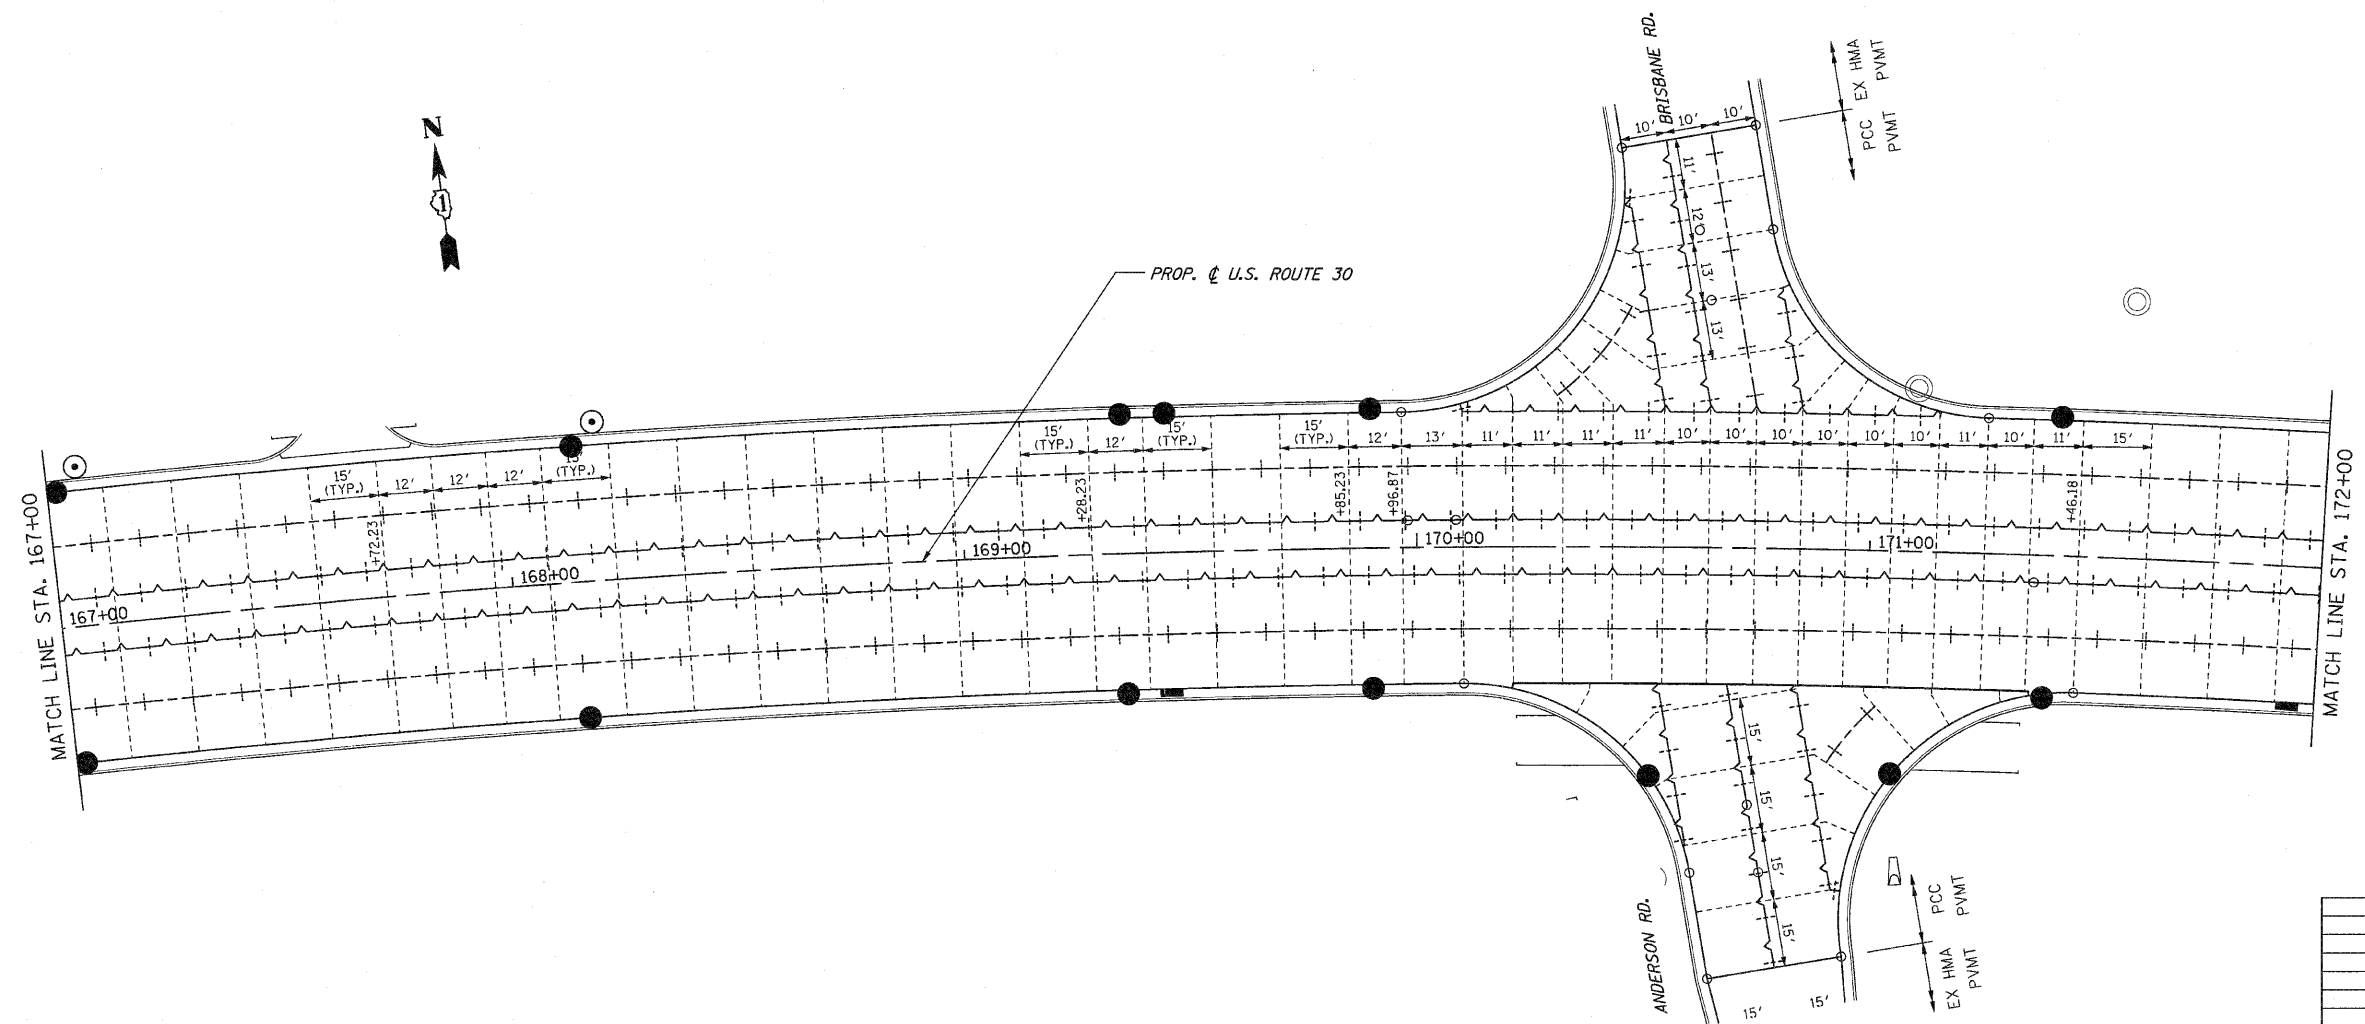 BRISBANE RD.
EX HMA
PVMT
PCC
PVMT
10' 10' 10'
N
1
11'
12'
13'
13'
PROP. ℄ U.S. ROUTE 30
MATCH LINE STA. 167+00
15'
(TYP.)
12'
12'
12'
15'
(TYP.)
15'
(TYP.)
12'
15'
(TYP.)
15'
(TYP.)
12' 13' 11' 11' 11' 11' 10' 10' 10' 10' 10' 10' 11' 10' 11' 15'
+72.23
+28.23
+85.23
+96.87
+46.18
167+00
168+00
169+00
170+00
171+00
MATCH LINE STA. 172+00
15'
15'
15'
15'
ANDERSON RD.
PCC
PVMT
EX HMA
PVMT
15' 15'